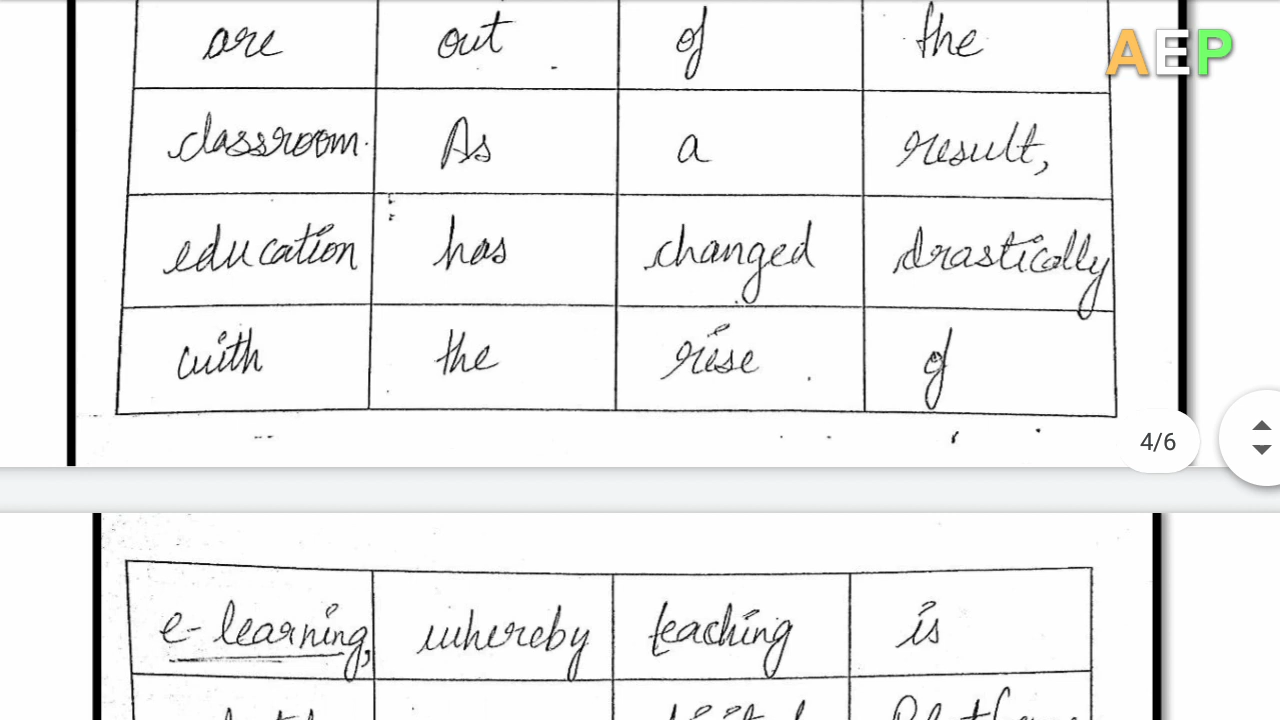 are out of the
AEP
classroom. As a result,
education has changed drastically
with the rise of
4/6
e-learning, whereby teaching is